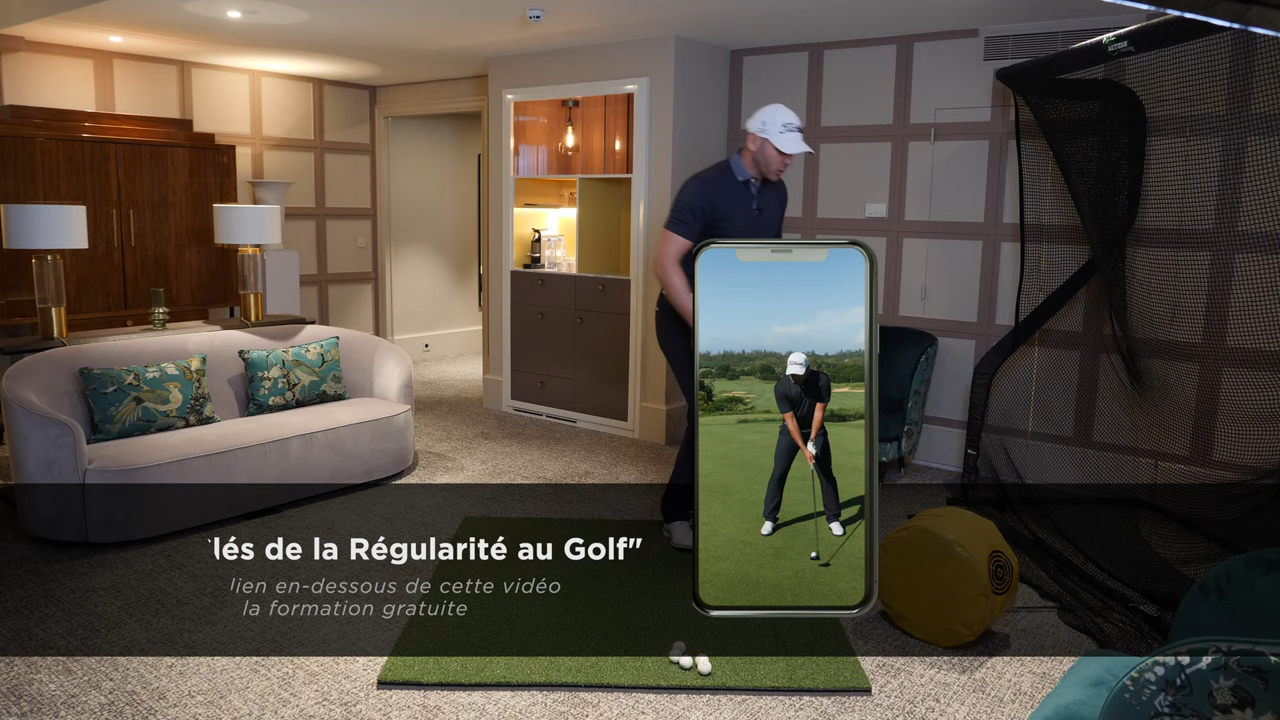 lés de la Régularité au Golf"
lien en-dessous de cette vidéo
la formation gratuite